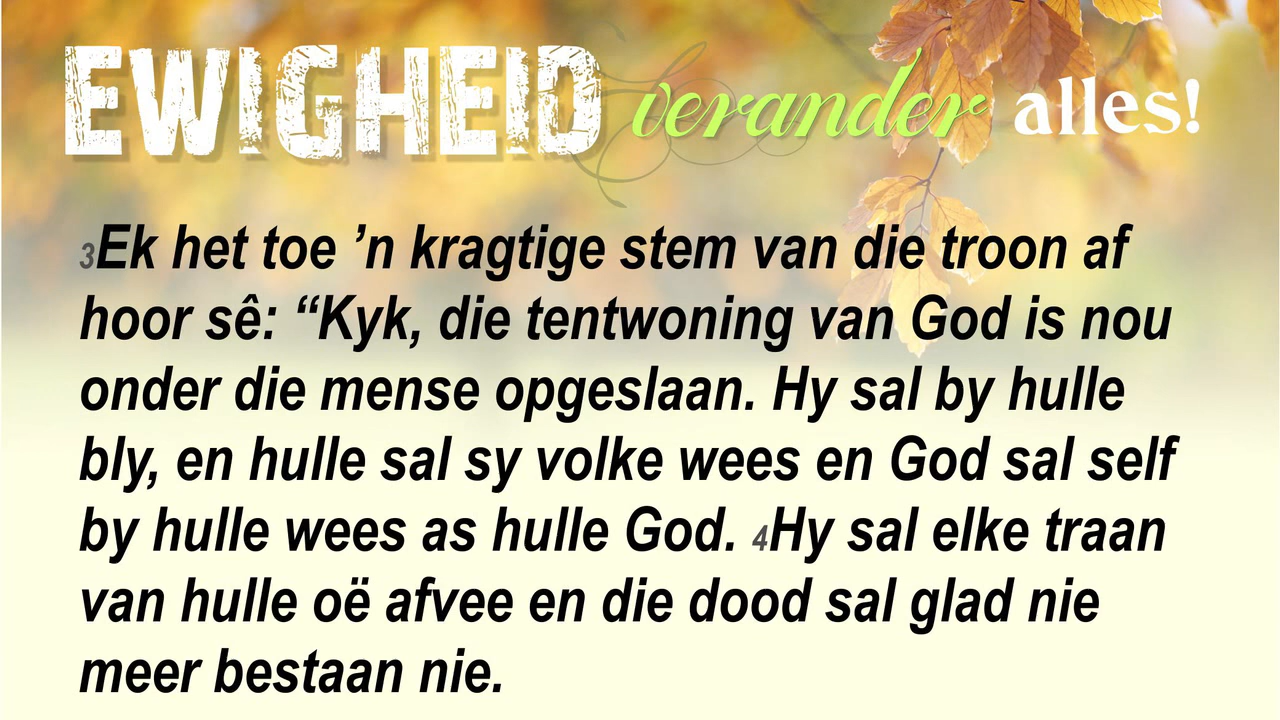 EWIGHEID verander alles!
3Ek het toe ’n kragtige stem van die troon af
hoor sê: “Kyk, die tentwoning van God is nou
onder die mense opgeslaan. Hy sal by hulle
bly, en hulle sal sy volke wees en God sal self
by hulle wees as hulle God. 4Hy sal elke traan
van hulle oë afvee en die dood sal glad nie
meer bestaan nie.